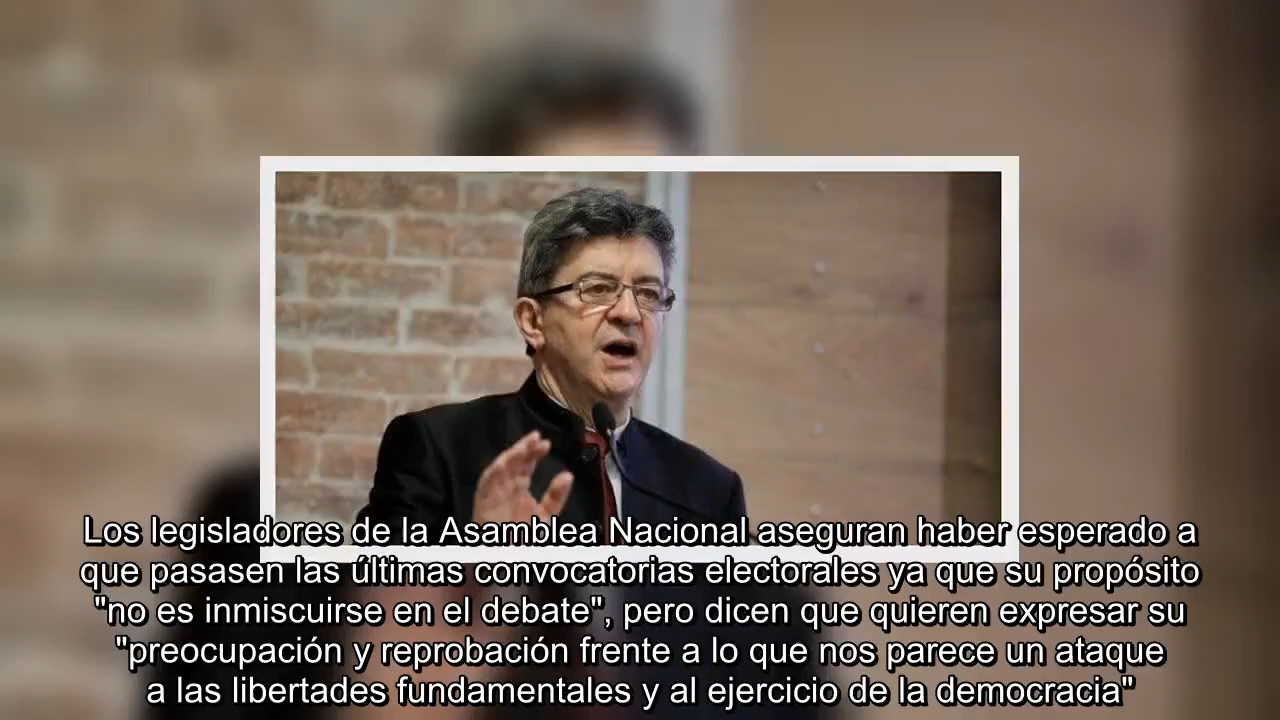 Los legisladores de la Asamblea Nacional aseguran haber esperado a
que pasasen las últimas convocatorias electorales ya que su propósito
"no es inmiscuirse en el debate", pero dicen que quieren expresar su
"preocupación y reprobación frente a lo que nos parece un ataque
a las libertades fundamentales y al ejercicio de la democracia"